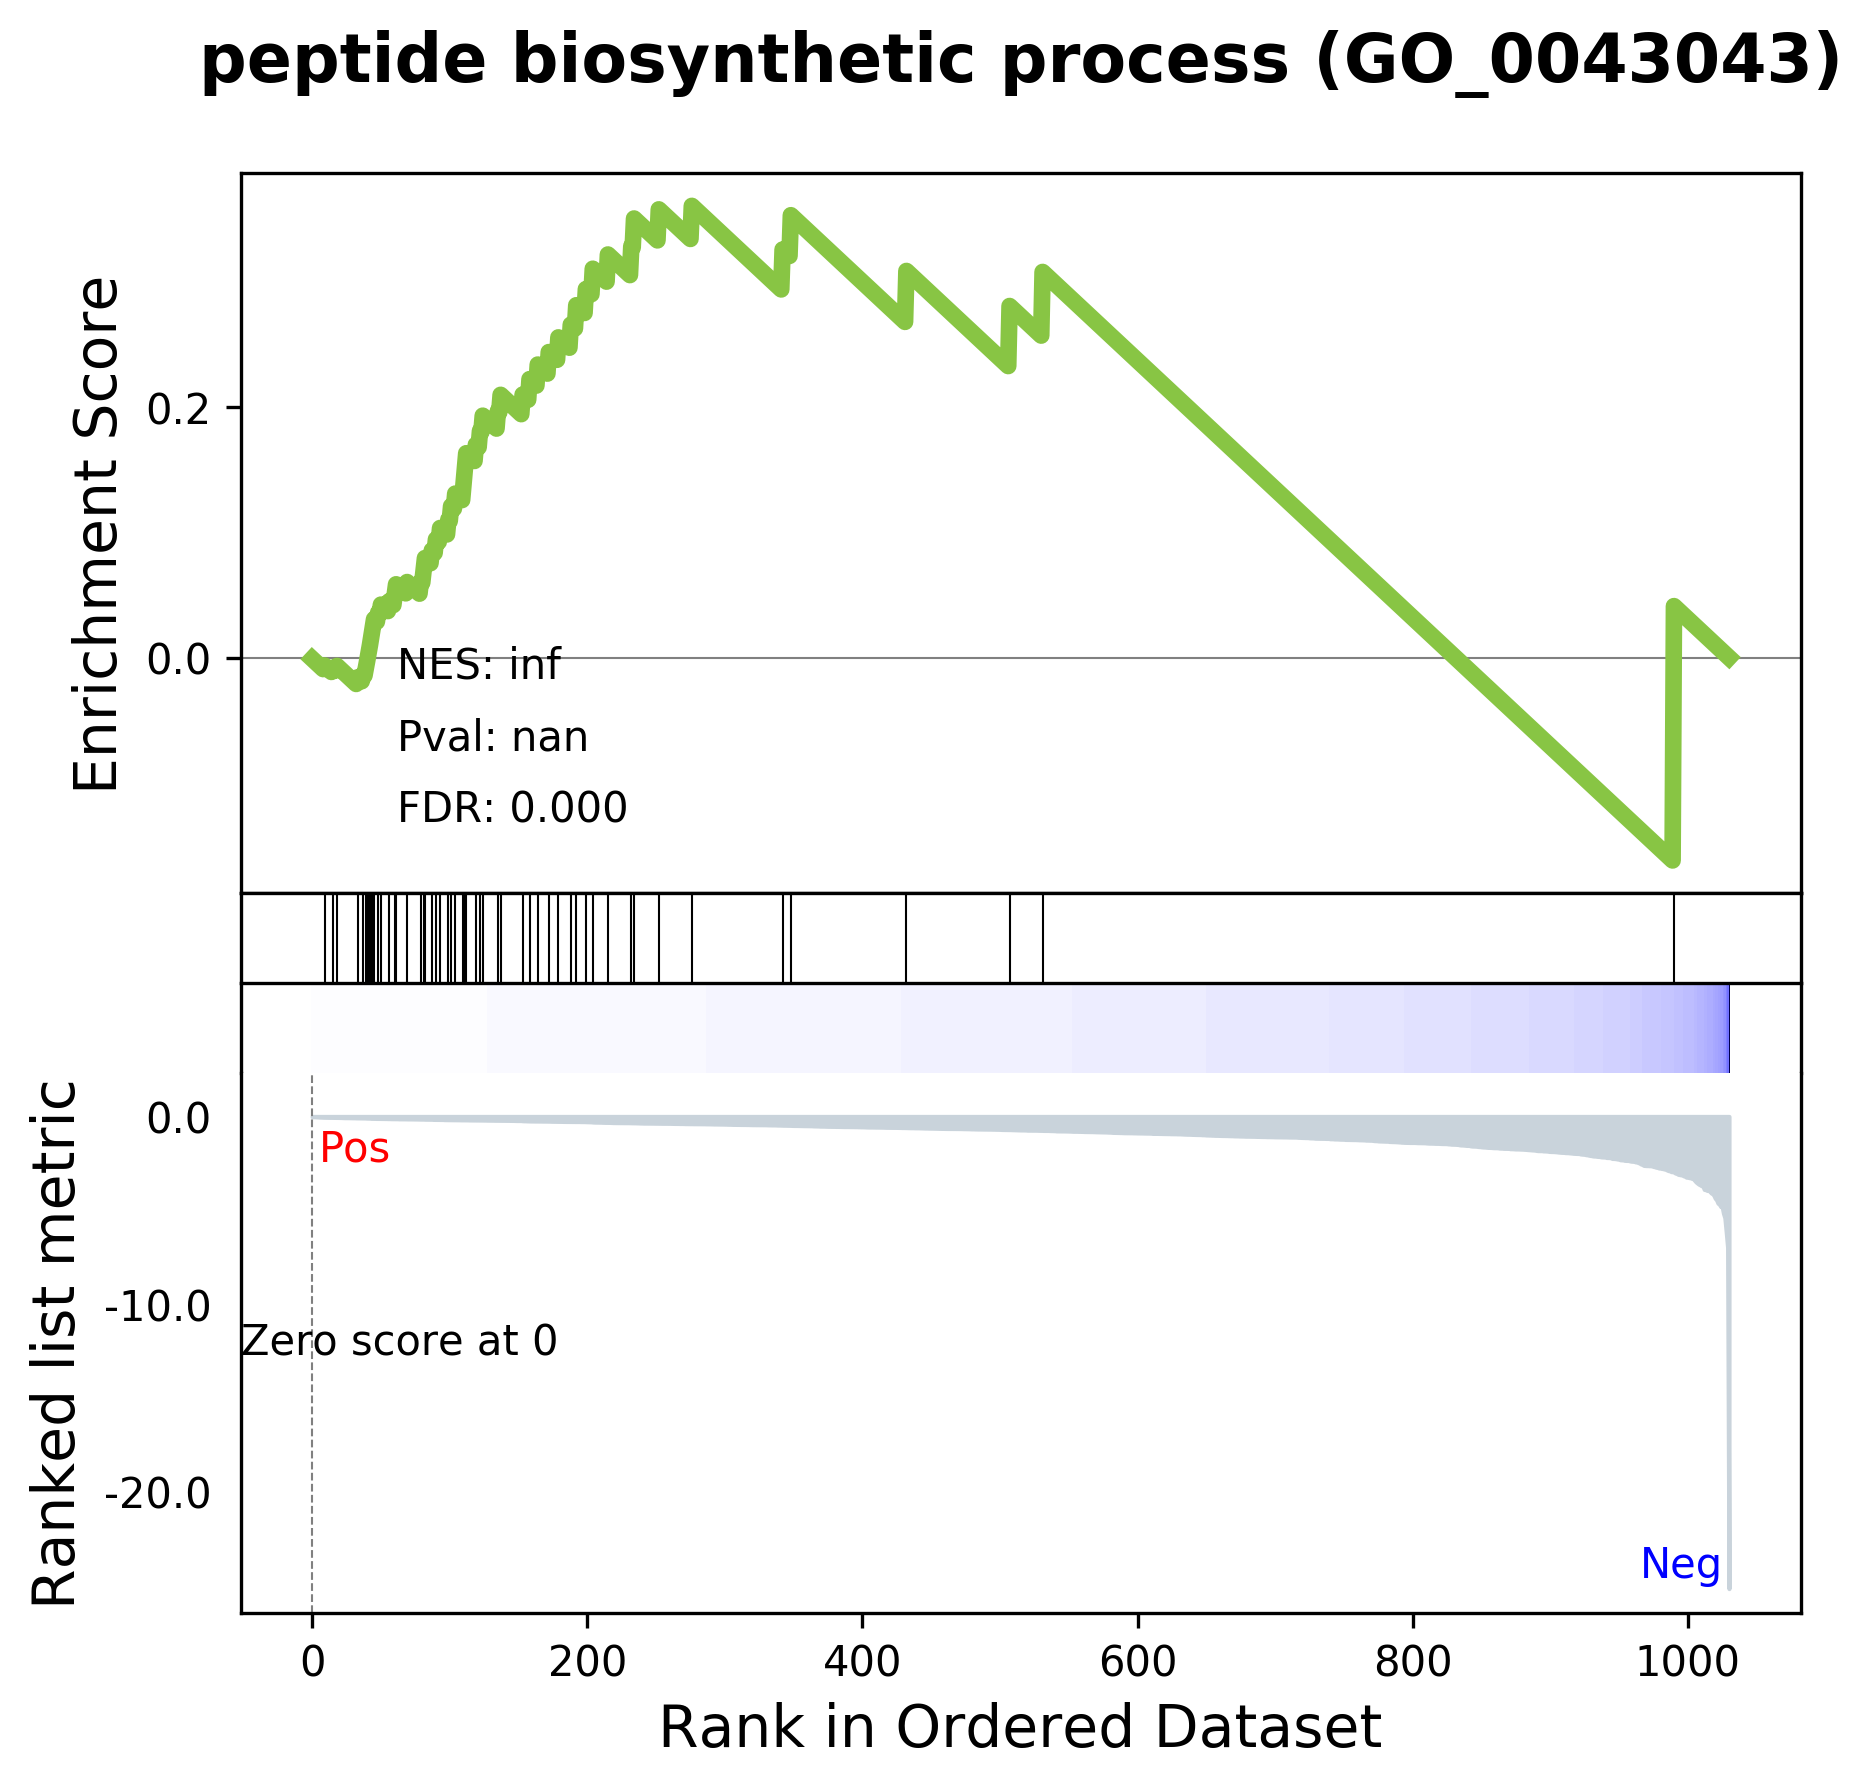 peptide biosynthetic process (GO_0043043)
Enrichment Score
0.2
0.0
NES: inf
Pval: nan
FDR: 0.000
Ranked list metric
0.0
Pos
-10.0
Zero score at 0
-20.0
Neg
0 200 400 600 800 1000
Rank in Ordered Dataset